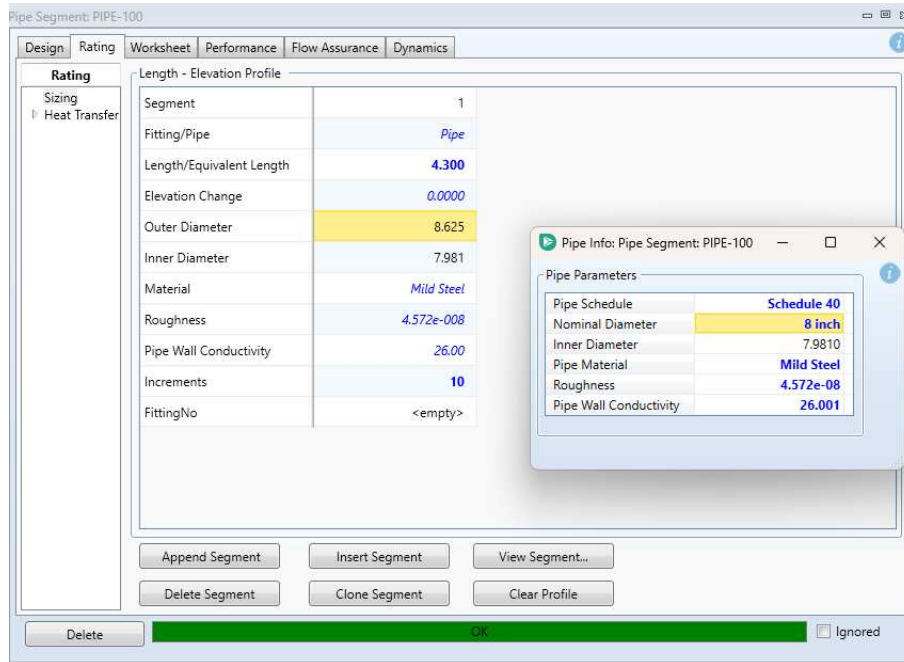 Pipe Segment: PIPE-100
Design Rating Worksheet Performance Flow Assurance Dynamics
Rating
Sizing
Heat Transfer
Length - Elevation Profile
Segment 1
Fitting/Pipe Pipe
Length/Equivalent Length 4.300
Elevation Change 0.0000
Outer Diameter 8.625
Inner Diameter 7.981
Material Mild Steel
Roughness 4.572e-008
Pipe Wall Conductivity 26.00
Increments 10
FittingNo <empty>
Pipe Info: Pipe Segment: PIPE-100
Pipe Parameters
Pipe Schedule Schedule 40
Nominal Diameter 8 inch
Inner Diameter 7.9810
Pipe Material Mild Steel
Roughness 4.572e-08
Pipe Wall Conductivity 26.001
Append Segment Insert Segment View Segment...
Delete Segment Clone Segment Clear Profile
Delete OK Ignored